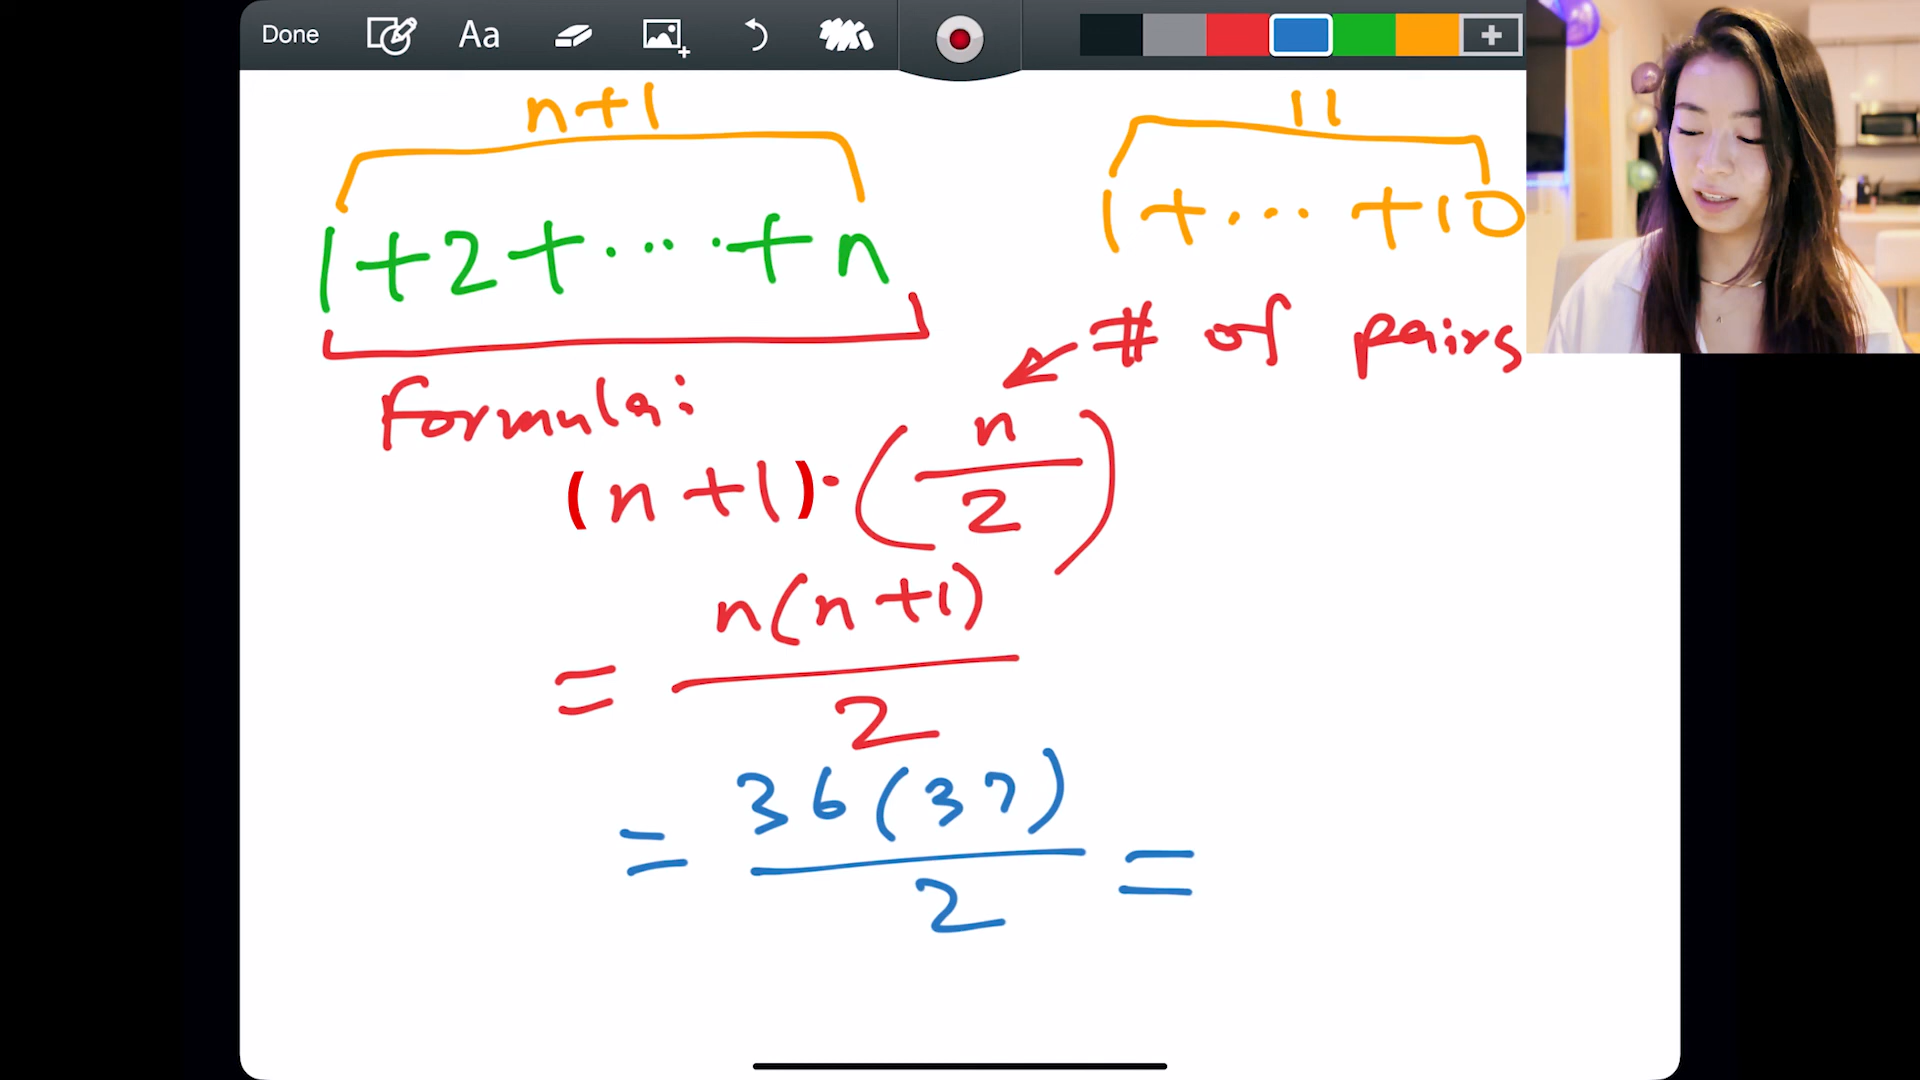 Done Aa
n+1
11
1+2+....+n
1+...+10
# of pairs
Formula:
(n+1)·(n/2)
= n(n+1)/2
= 36(37)/2 =